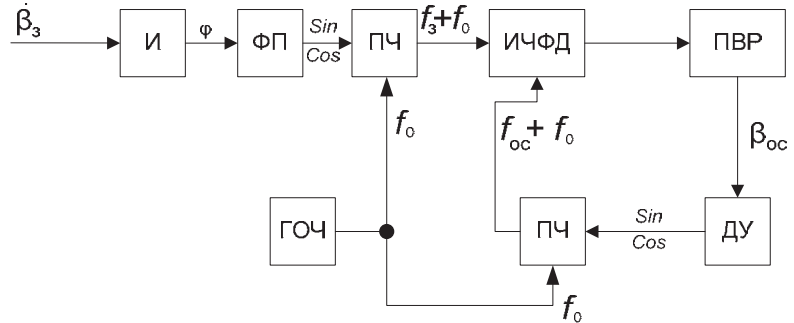 β̇з
И
φ
ФП
Sin
Cos
ПЧ
fз+f0
ИЧФД
ПВР
f0
fос+ f0
βос
ГОЧ
ПЧ
Sin
Cos
ДУ
f0